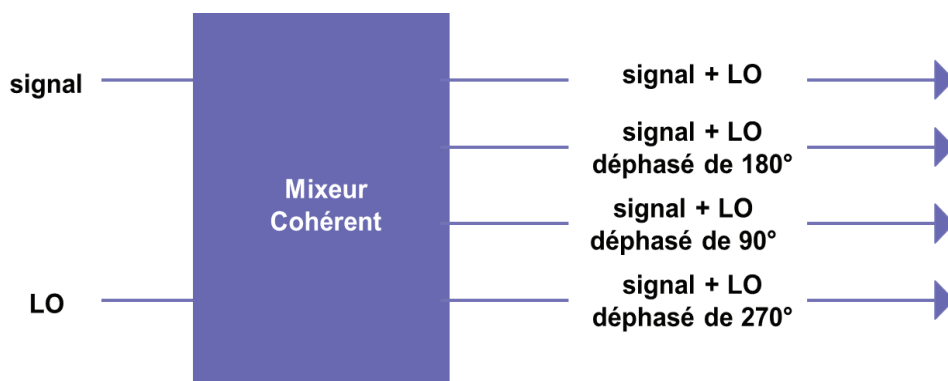 signal
LO
Mixeur
Cohérent
signal + LO
signal + LO
déphasé de 180°
signal + LO
déphasé de 90°
signal + LO
déphasé de 270°